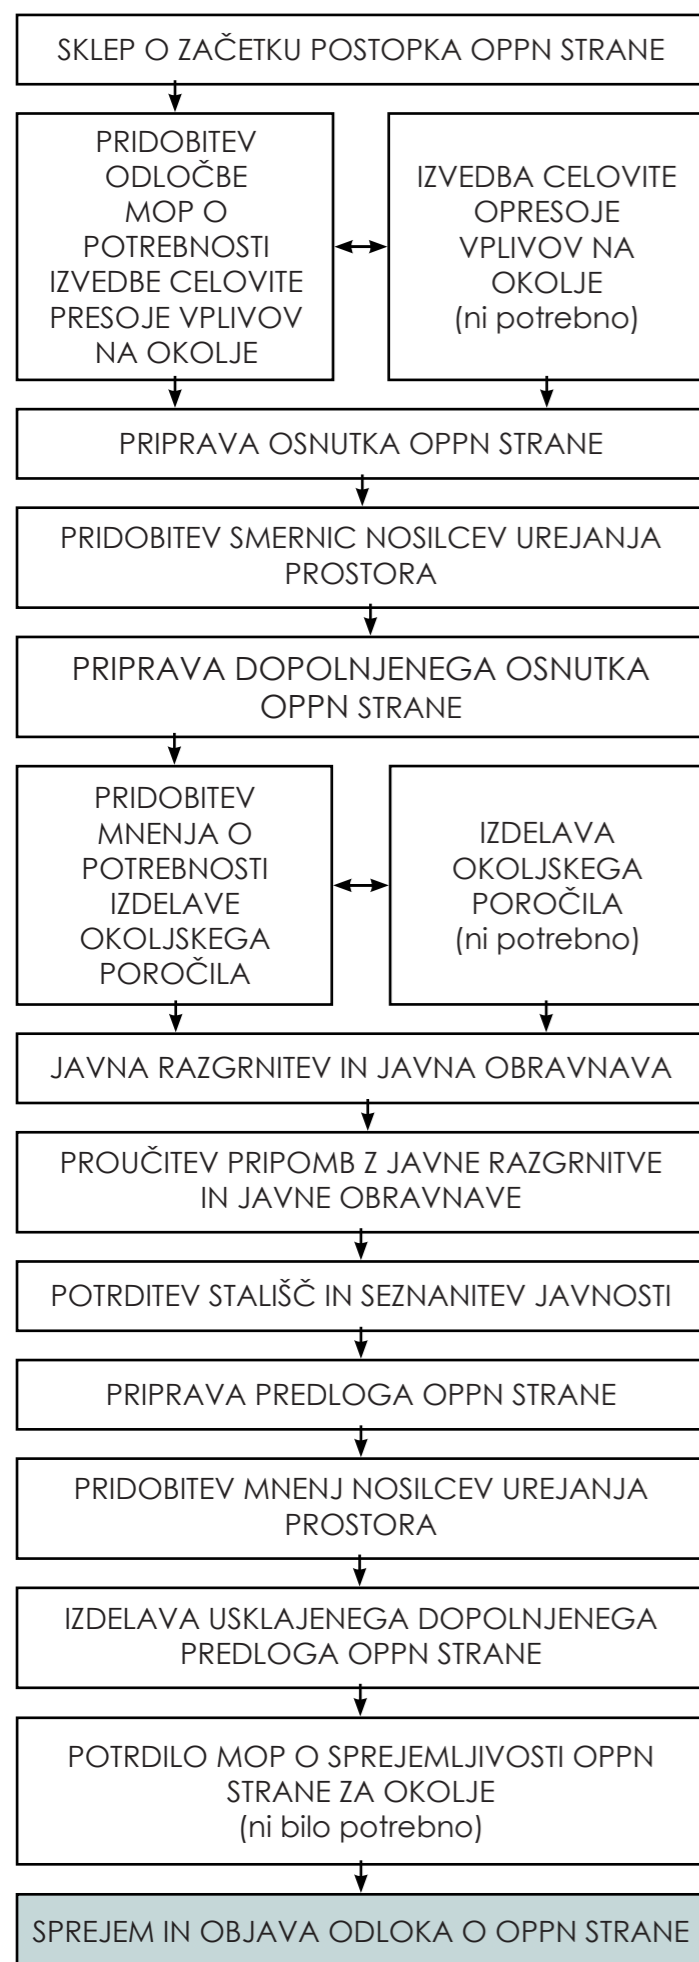 SKLEP O ZAČETKU POSTOPKA OPPN STRANE
PRIDOBITEV
ODLOČBE
MOP O
POTREBNOSTI
IZVEDBE CELOVITE
PRESOJE VPLIVOV
NA OKOLJE
IZVEDBA CELOVITE
OPRESOJE
VPLIVOV NA
OKOLJE
(ni potrebno)
PRIPRAVA OSNUTKA OPPN STRANE
PRIDOBITEV SMERNIC NOSILCEV UREJANJA
PROSTORA
PRIPRAVA DOPOLNJENEGA OSNUTKA
OPPN STRANE
PRIDOBITEV
MNENJA O
POTREBNOSTI
IZDELAVE
OKOLJSKEGA
POROČILA
IZDELAVA
OKOLJSKEGA
POROČILA
(ni potrebno)
JAVNA RAZGRNITEV IN JAVNA OBRAVNAVA
PROUČITEV PRIPOMB Z JAVNE RAZGRNITVE
IN JAVNE OBRAVNAVE
POTRDITEV STALIŠČ IN SEZNANITEV JAVNOSTI
PRIPRAVA PREDLOGA OPPN STRANE
PRIDOBITEV MNENJ NOSILCEV UREJANJA
PROSTORA
IZDELAVA USKLAJENEGA DOPOLNJENEGA
PREDLOGA OPPN STRANE
POTRDILO MOP O SPREJEMLJIVOSTI OPPN
STRANE ZA OKOLJE
(ni bilo potrebno)
SPREJEM IN OBJAVA ODLOKA O OPPN STRANE